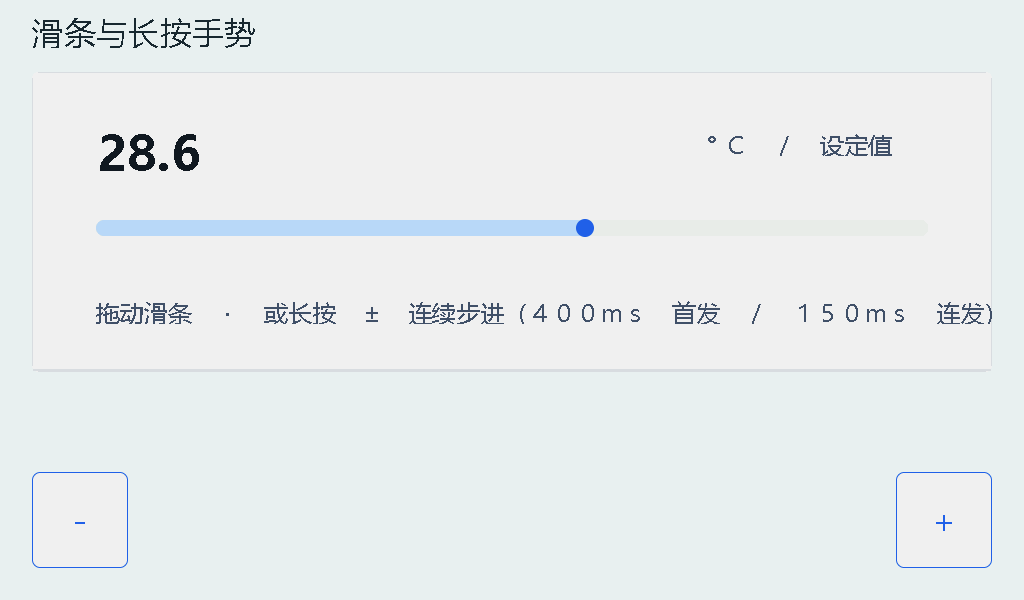 滑条与长按手势
28.6
°C / 设定值
拖动滑条 · 或长按 ± 连续步进(400ms 首发 / 150ms 连发)
-
+